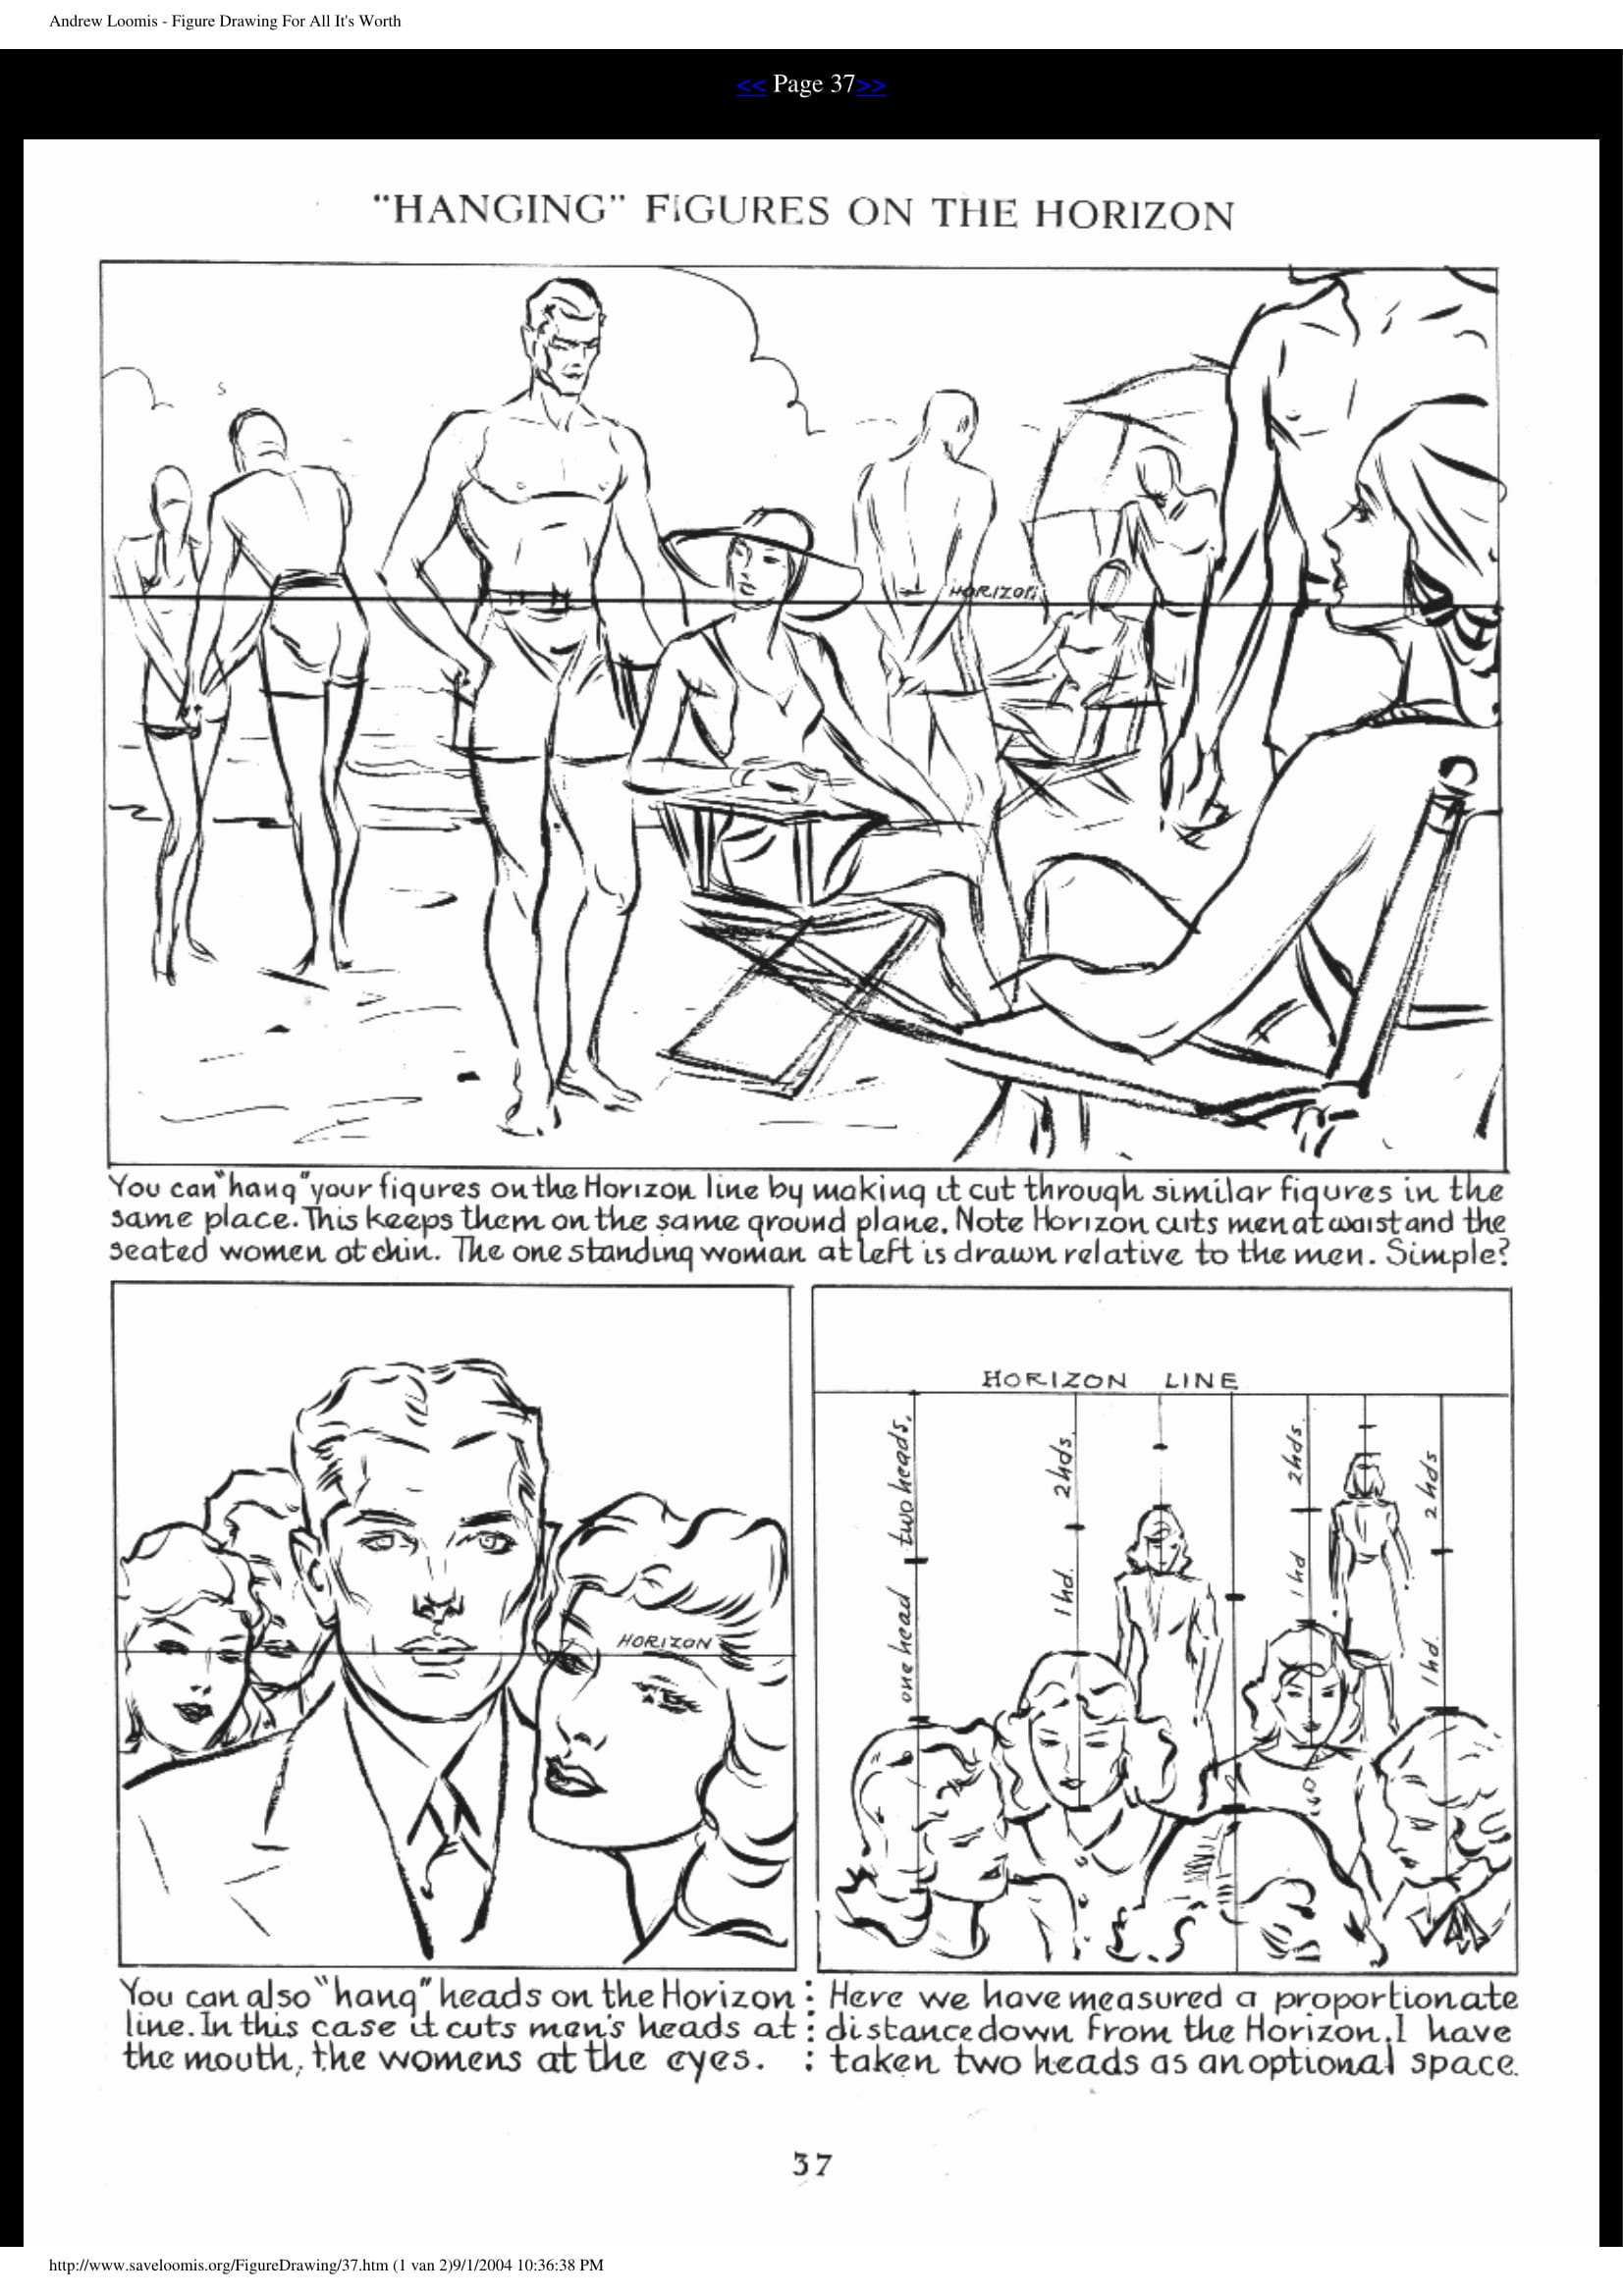 Andrew Loomis - Figure Drawing For All It's Worth
<< Page 37>>
“HANGING” FIGURES ON THE HORIZON
HORIZON
You can "hang" your figures on the Horizon line by making it cut through similar figures in the
same place. This keeps them on the same ground plane. Note Horizon cuts men at waist and the
seated women at chin. The one standing woman at left is drawn relative to the men. Simple?
HORIZON
HORIZON LINE
two heads,
one head
2hds.
1hd.
2hds.
1hd
2hds
1hd.
You can also "hang" heads on the Horizon
line. In this case it cuts men's heads at
the mouth, the womens at the eyes.
: Here we have measured a proportionate
: distance down from the Horizon. I have
: taken two heads as an optional space.
37
http://www.saveloomis.org/FigureDrawing/37.htm (1 van 2)9/1/2004 10:36:38 PM